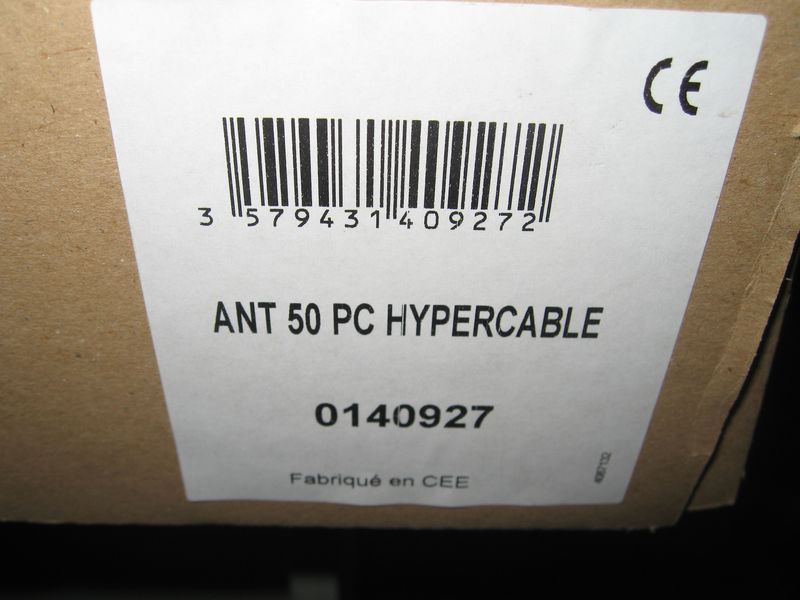 CE
3 579431 409272
ANT 50 PC HYPERCABLE
0140927
Fabriqué en CEE